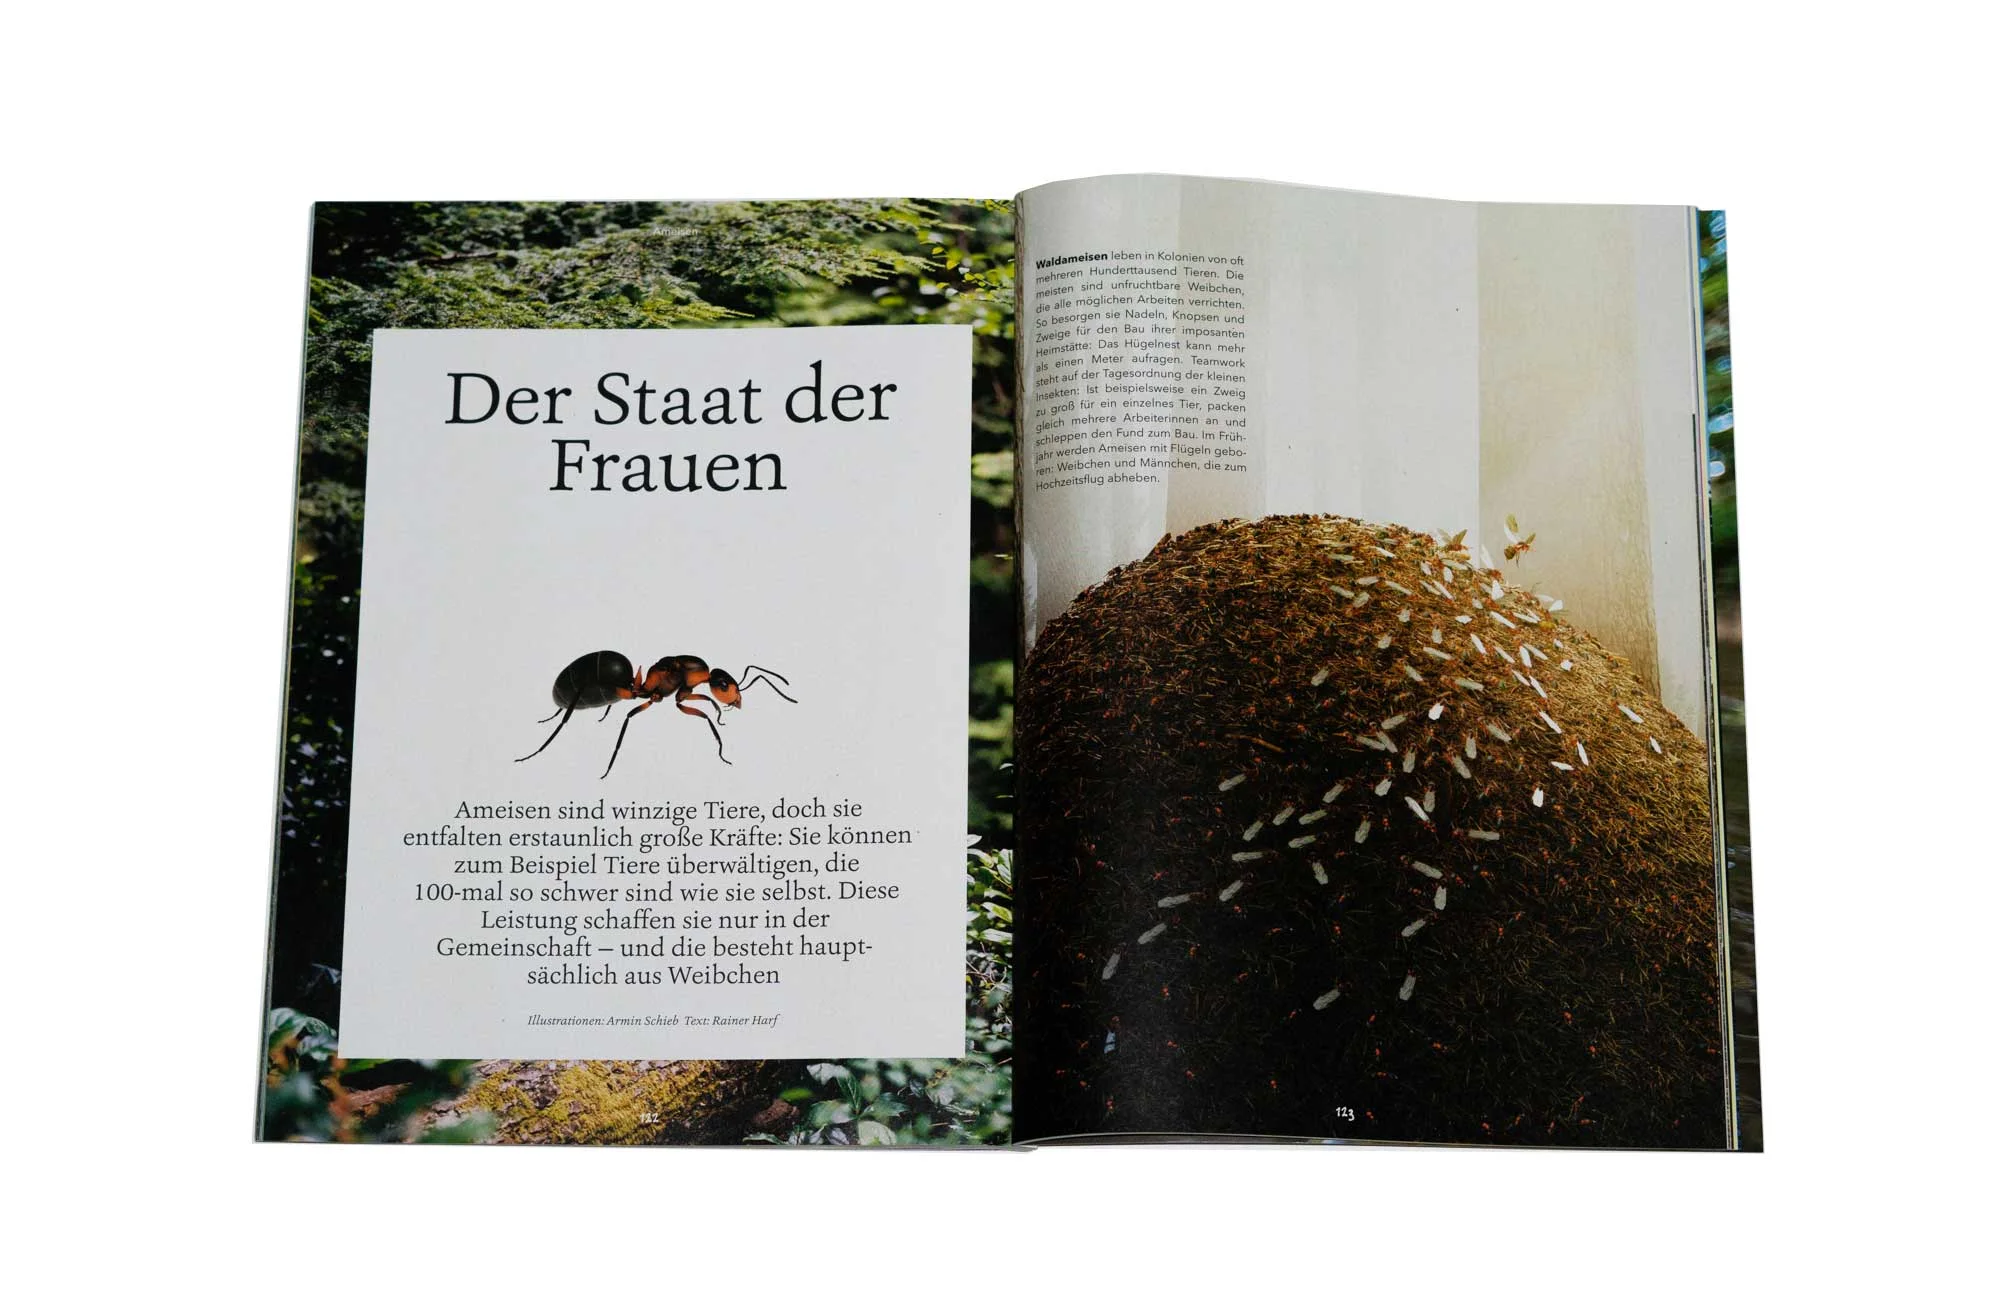 Ameisen
Der Staat der
Frauen
Ameisen sind winzige Tiere, doch sie
entfalten erstaunlich große Kräfte: Sie können
zum Beispiel Tiere überwältigen, die
100-mal so schwer sind wie sie selbst. Diese
Leistung schaffen sie nur in der
Gemeinschaft – und die besteht haupt-
sächlich aus Weibchen
Illustrationen: Armin Schieb Text: Rainer Harf
122
Waldameisen leben in Kolonien von oft
mehreren Hunderttausend Tieren. Die
meisten sind unfruchtbare Weibchen,
die alle möglichen Arbeiten verrichten.
So besorgen sie Nadeln, Knopsen und
Zweige für den Bau ihrer imposanten
Heimstätte: Das Hügelnest kann mehr
als einen Meter aufragen. Teamwork
steht auf der Tagesordnung der kleinen
Insekten: Ist beispielsweise ein Zweig
zu groß für ein einzelnes Tier, packen
gleich mehrere Arbeiterinnen an und
schleppen den Fund zum Bau. Im Früh-
jahr werden Ameisen mit Flügeln gebo-
ren: Weibchen und Männchen, die zum
Hochzeitsflug abheben.
123